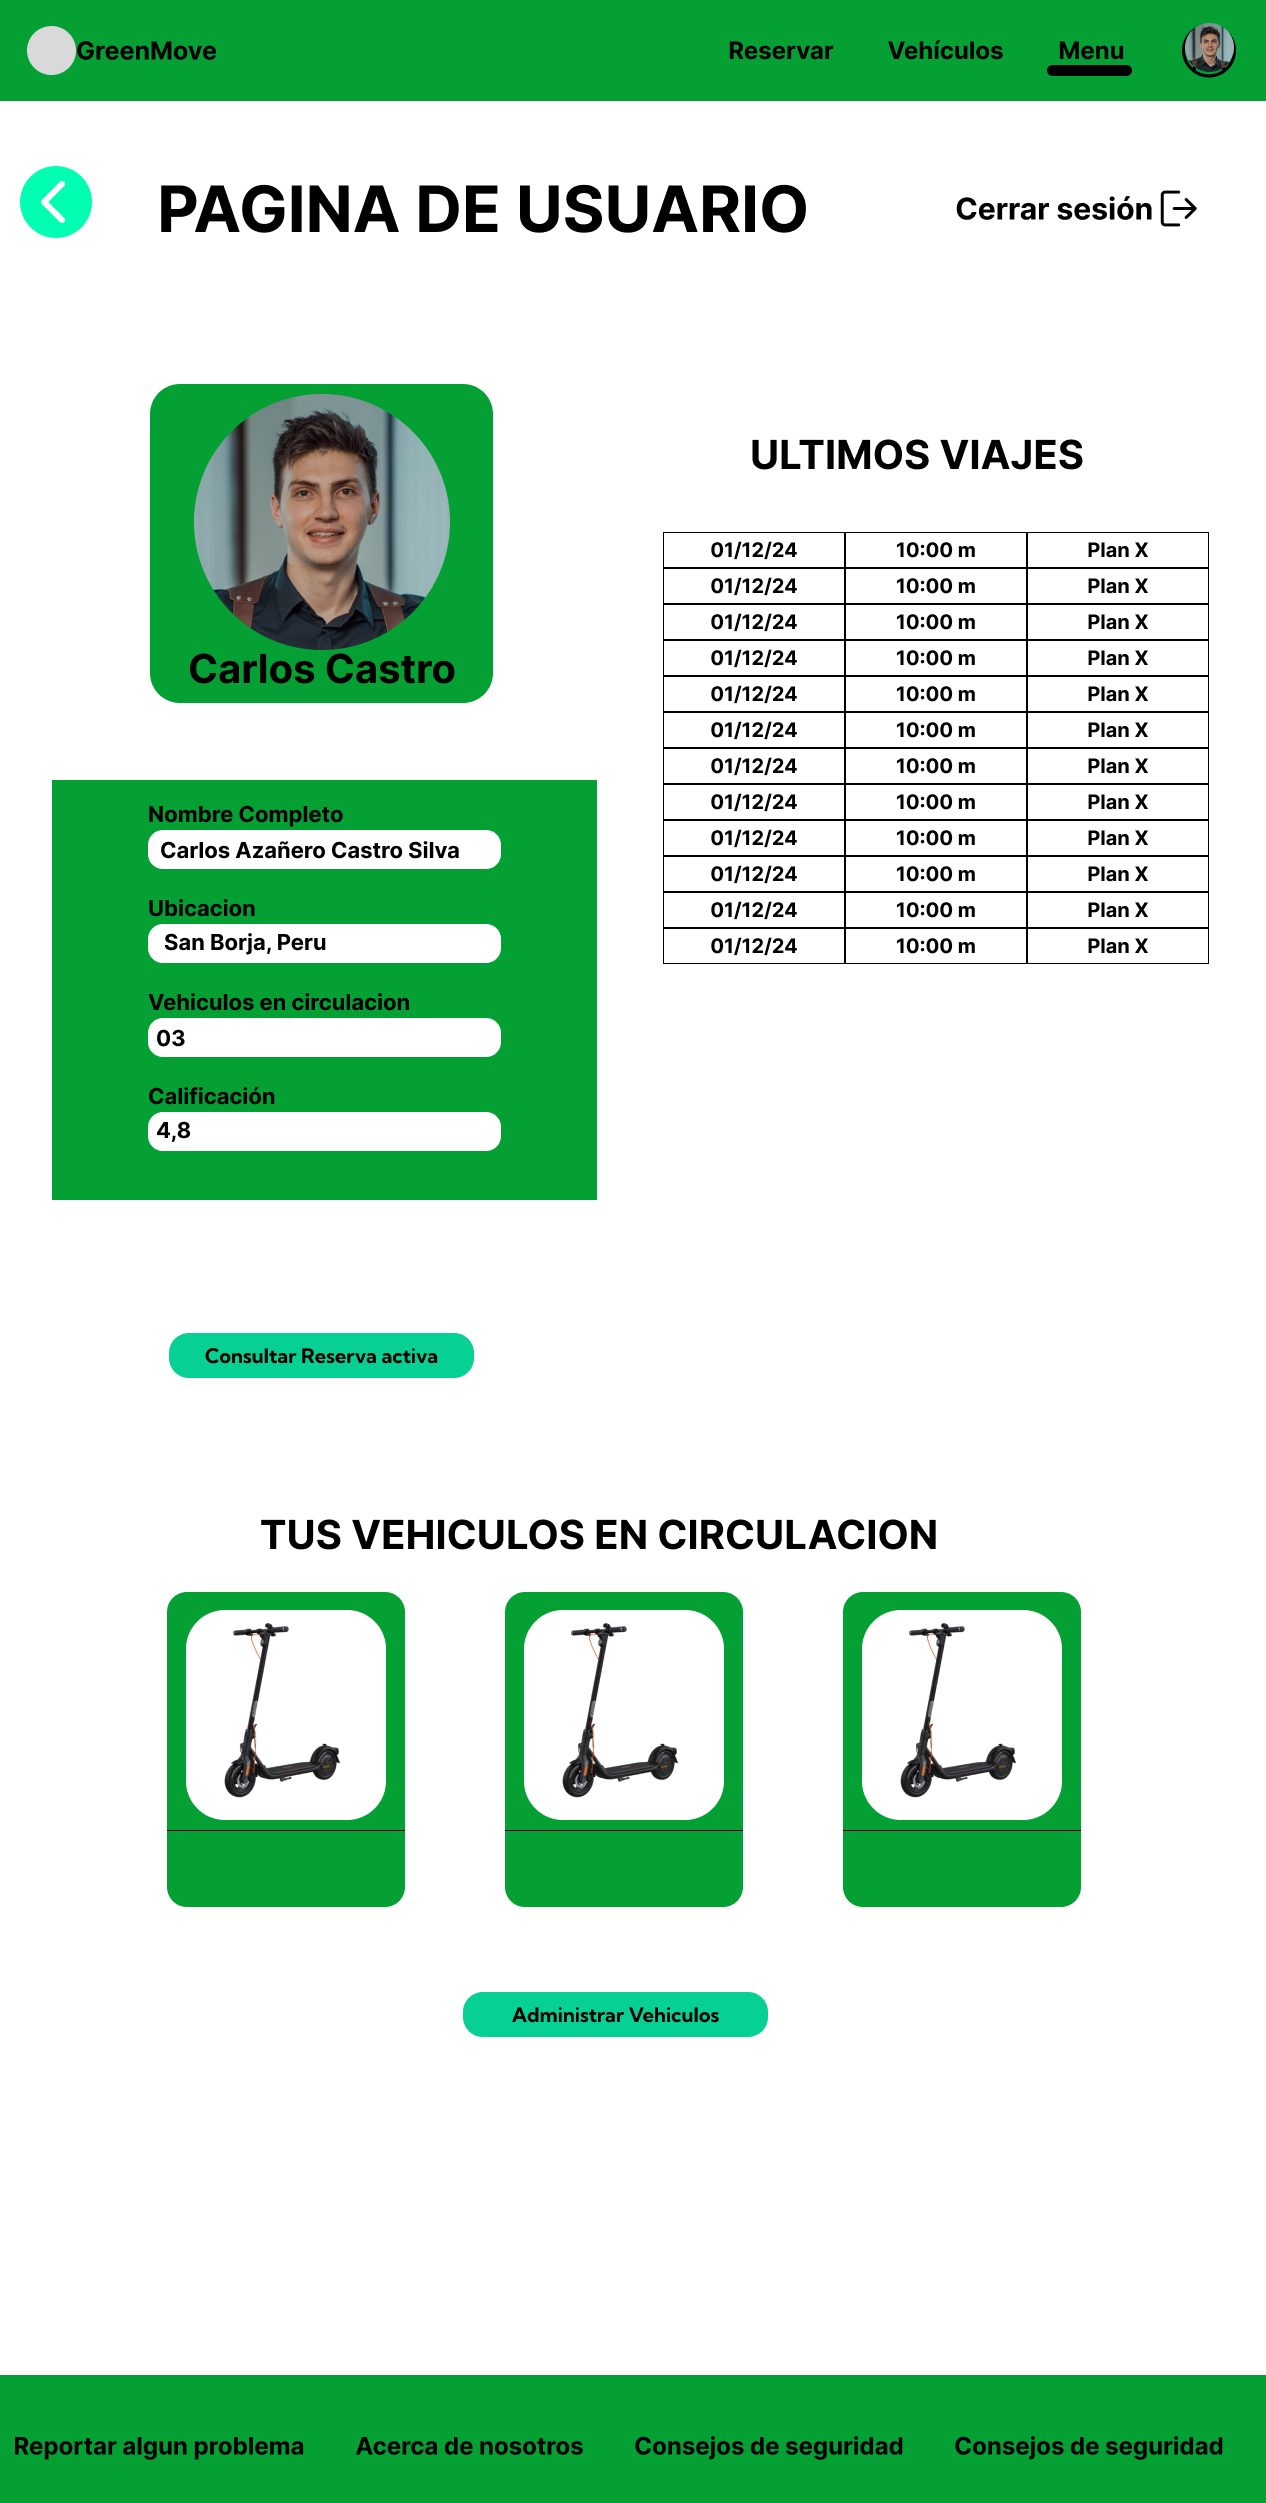 GreenMove
Reservar Vehículos Menu
PAGINA DE USUARIO
Cerrar sesión
Carlos Castro
Nombre Completo
Carlos Azañero Castro Silva
Ubicacion
San Borja, Peru
Vehiculos en circulacion
03
Calificación
4,8
ULTIMOS VIAJES
01/12/24 10:00 m Plan X
01/12/24 10:00 m Plan X
01/12/24 10:00 m Plan X
01/12/24 10:00 m Plan X
01/12/24 10:00 m Plan X
01/12/24 10:00 m Plan X
01/12/24 10:00 m Plan X
01/12/24 10:00 m Plan X
01/12/24 10:00 m Plan X
01/12/24 10:00 m Plan X
01/12/24 10:00 m Plan X
01/12/24 10:00 m Plan X
Consultar Reserva activa
TUS VEHICULOS EN CIRCULACION
Administrar Vehiculos
Reportar algun problema Acerca de nosotros Consejos de seguridad Consejos de seguridad